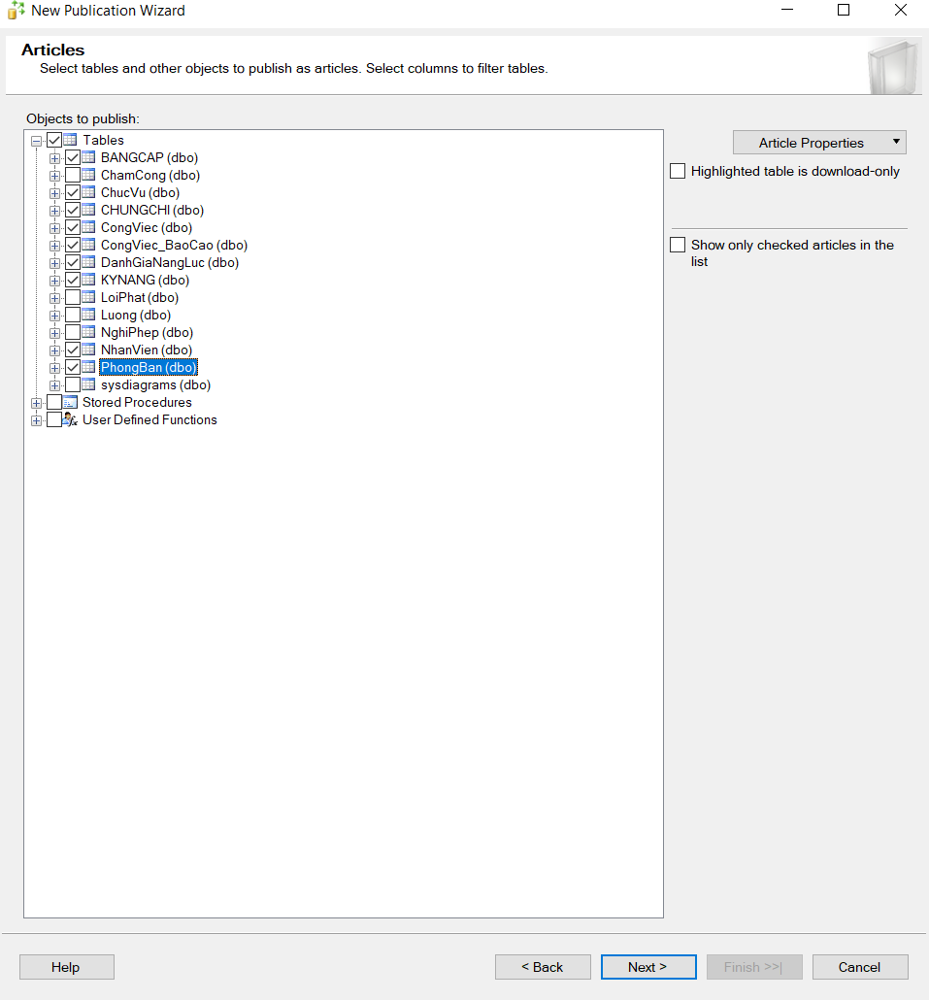 New Publication Wizard
Articles
Select tables and other objects to publish as articles. Select columns to filter tables.
Objects to publish:
Tables
BANGCAP (dbo)
ChamCong (dbo)
ChucVu (dbo)
CHUNGCHI (dbo)
CongViec (dbo)
CongViec_BaoCao (dbo)
DanhGiaNangLuc (dbo)
KYNANG (dbo)
LoiPhat (dbo)
Luong (dbo)
NghiPhep (dbo)
NhanVien (dbo)
PhongBan (dbo)
sysdiagrams (dbo)
Stored Procedures
User Defined Functions
Article Properties
Highlighted table is download-only
Show only checked articles in the
list
Help
< Back
Next >
Finish >>|
Cancel